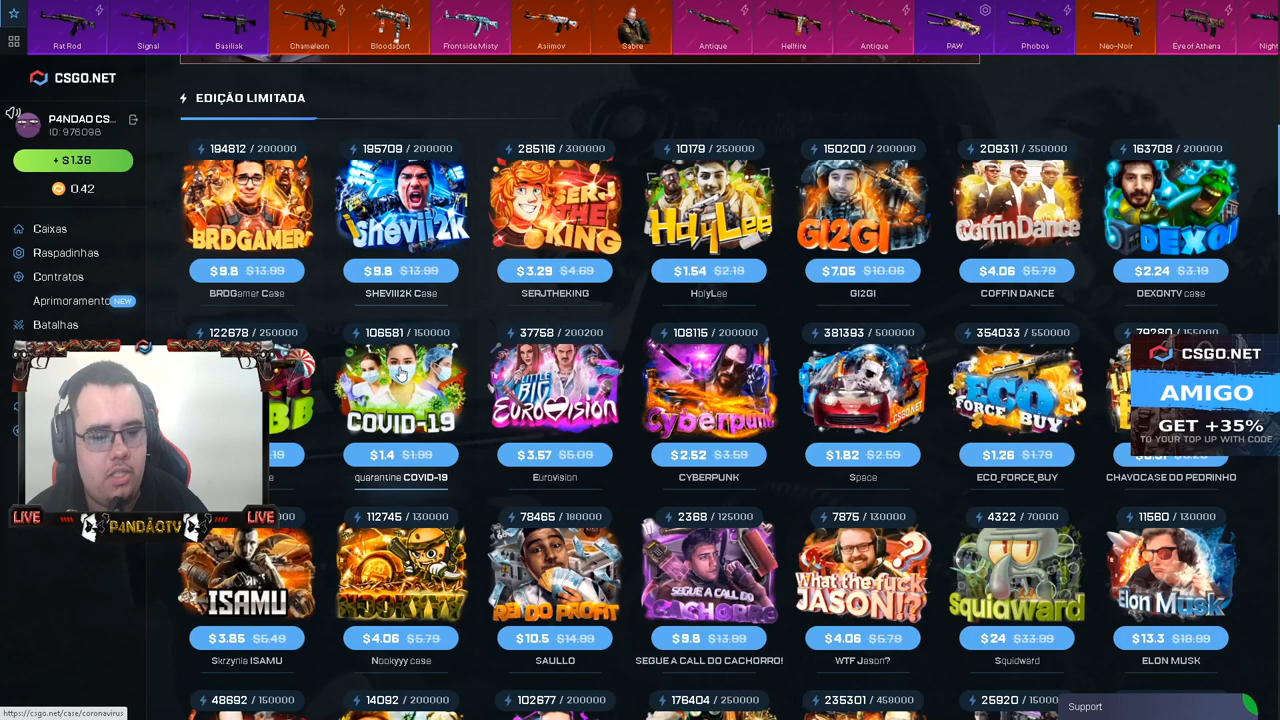 Rat Rod
Signal
Basilisk
Chameleon
Bloodsport
Frontside Misty
Asiimov
Sabre
Antique
Hellfire
Antique
PAW
Phobos
Neo-Noir
Eye of Athena
CSGO.NET
P4NDAO CS...
ID: 976098
+ $ 1.36
0.42
Caixas
Raspadinhas
Contratos
Aprimoramento NEW
Batalhas
EDIÇÃO LIMITADA
194812 / 200000
195709 / 200000
285116 / 300000
10179 / 250000
150200 / 200000
209311 / 350000
163708 / 200000
BRDGAMER
Shevii2K
SERJ THE KING
HolyLee
GI2GI
Coffin Dance
DEXO
$ 9.8 $ 13.99
$ 9.8 $ 13.99
$ 3.29 $ 4.69
$ 1.54 $ 2.19
$ 7.05 $ 10.06
$ 4.06 $ 5.79
$ 2.24 $ 3.19
BRDGamer Case
SHEVIII2K Case
SERJTHEKING
HolyLee
GI2GI
COFFIN DANCE
DEXONTV case
122678 / 250000
106581 / 150000
37758 / 200200
108115 / 200000
381393 / 500000
354033 / 550000
79280 / 155000
COVID-19
LITTLE BIG
EUROVISION
Cyberpunk
CSGO.NET
ECO FORCE BUY
$ 1.4 $ 1.99
$ 3.57 $ 5.09
$ 2.52 $ 3.59
$ 1.82 $ 2.59
$ 1.26 $ 1.79
quarantine COVID-19
Eurovision
CYBERPUNK
Space
ECO_FORCE_BUY
CHAVOCASE DO PEDRINHO
CSGO.NET
AMIGO
GET +35%
TO YOUR TOP UP WITH CODE
LIVE
P4NDÃOTV
LIVE
112745 / 130000
78465 / 180000
2368 / 125000
7875 / 130000
4322 / 70000
11560 / 130000
ISAMU
NOOKYYY
REI DO PROFIT
SEGUE A CALL DO CACHORRO
What the fuck JASON!?
Squidward
Elon Musk
$ 3.85 $ 5.49
$ 4.06 $ 5.79
$ 10.5 $ 14.99
$ 9.8 $ 13.99
$ 4.06 $ 5.79
$ 24 $ 33.99
$ 13.3 $ 18.99
Skrzynia ISAMU
Nookyyy case
SAULLO
SEGUE A CALL DO CACHORRO!
WTF Jason?
Squidward
ELON MUSK
48692 / 150000
14092 / 200000
102677 / 200000
176404 / 250000
235301 / 458000
25920 / 150000
Support
https://csgo.net/case/coronavirus